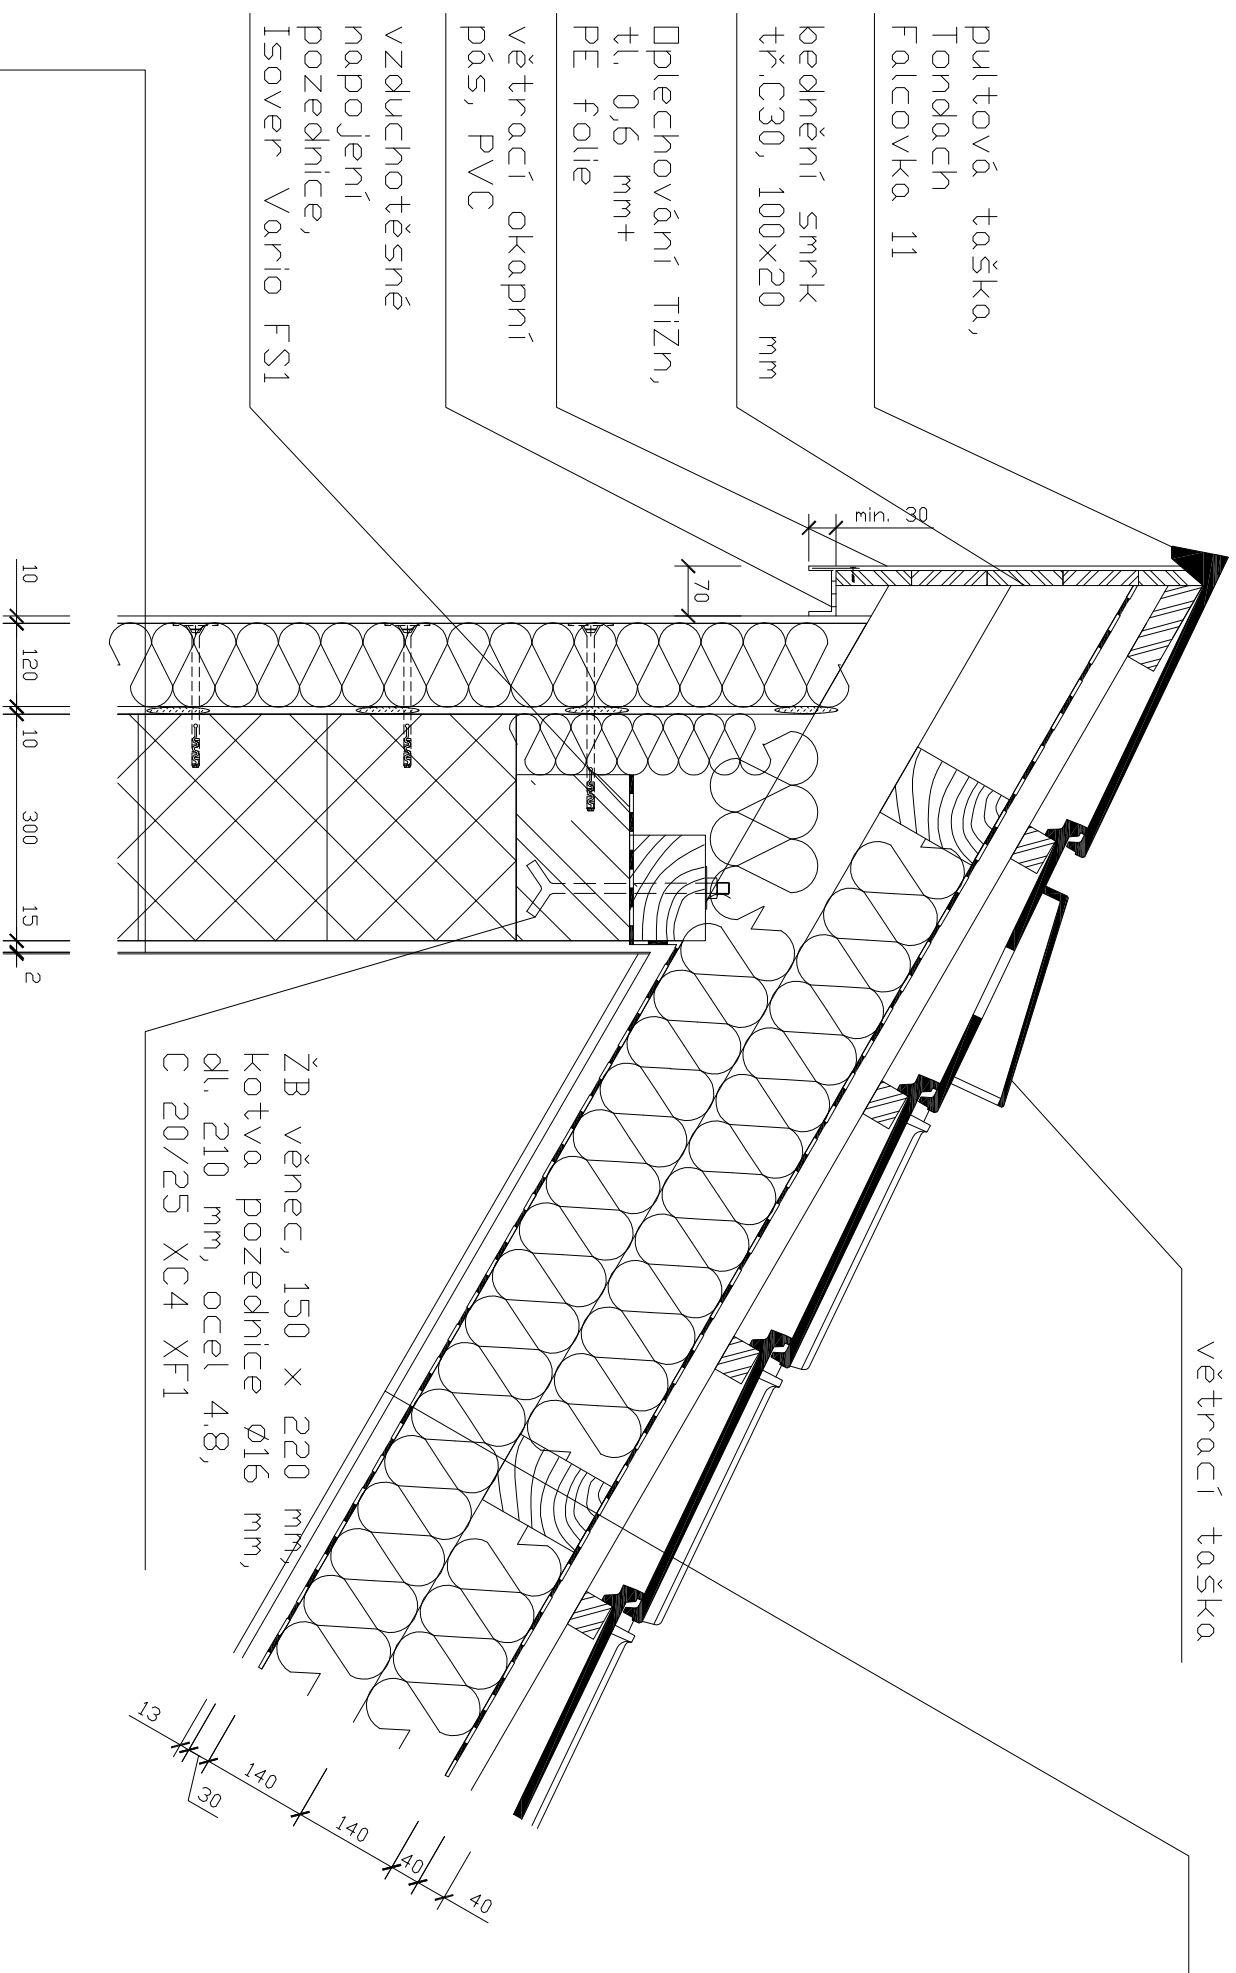 pultová taška,
Tondach
Falcovka 11
bednění smrk
tř.C30, 100x20 mm
Oplechování TiZn,
tl. 0,6 mm+
PE folie
větrací okapní
pás, PVC
vzduchotěsné
napojení
pozednice,
Isover Vario FS1
větrací taška
ŽB věnec, 150 x 220 mm,
kotva pozednice Ø16 mm,
dl. 210 mm, ocel 4.8,
C 20/25 XC4 XF1
min. 30
70
10
120
10
300
15
2
13
30
140
140
40
40